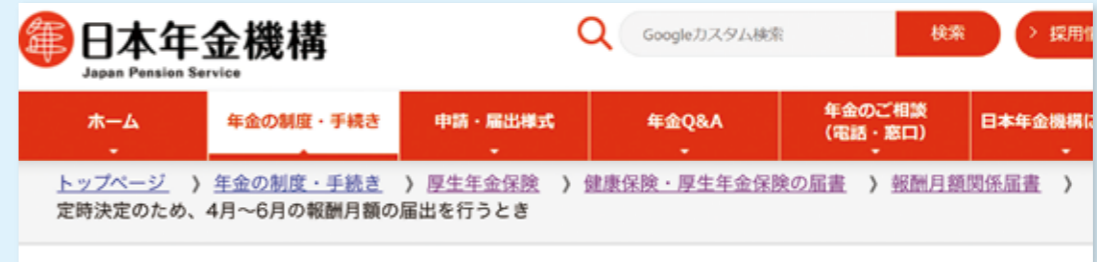 年 日本年金機構
Japan Pension Service
Googleカスタム検索
検索
> 採用情
ホーム
年金の制度・手続き
申請・届出様式
年金Q&A
年金のご相談
(電話・窓口)
日本年金機構に
トップページ 〉 年金の制度・手続き 〉 厚生年金保険 〉 健康保険・厚生年金保険の届書 〉 報酬月額関係届書 〉
定時決定のため、4月～6月の報酬月額の届出を行うとき